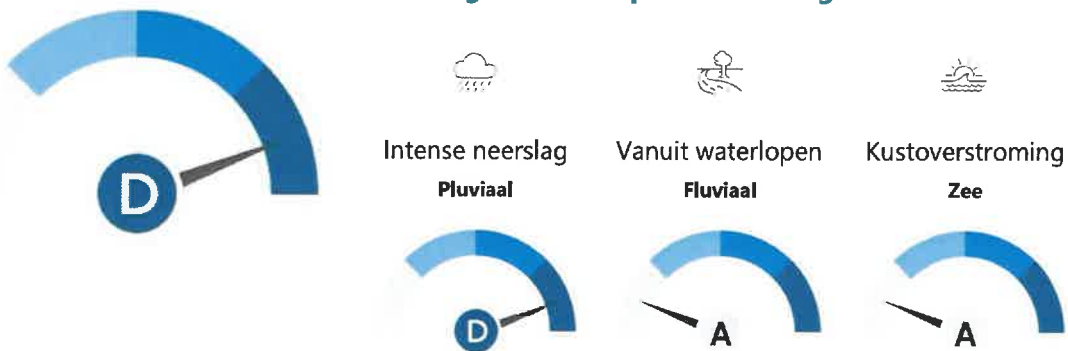 D
Intense neerslag
Vanuit waterlopen
Kustoverstroming
Pluviaal
Fluviaal
Zee
D
A
A